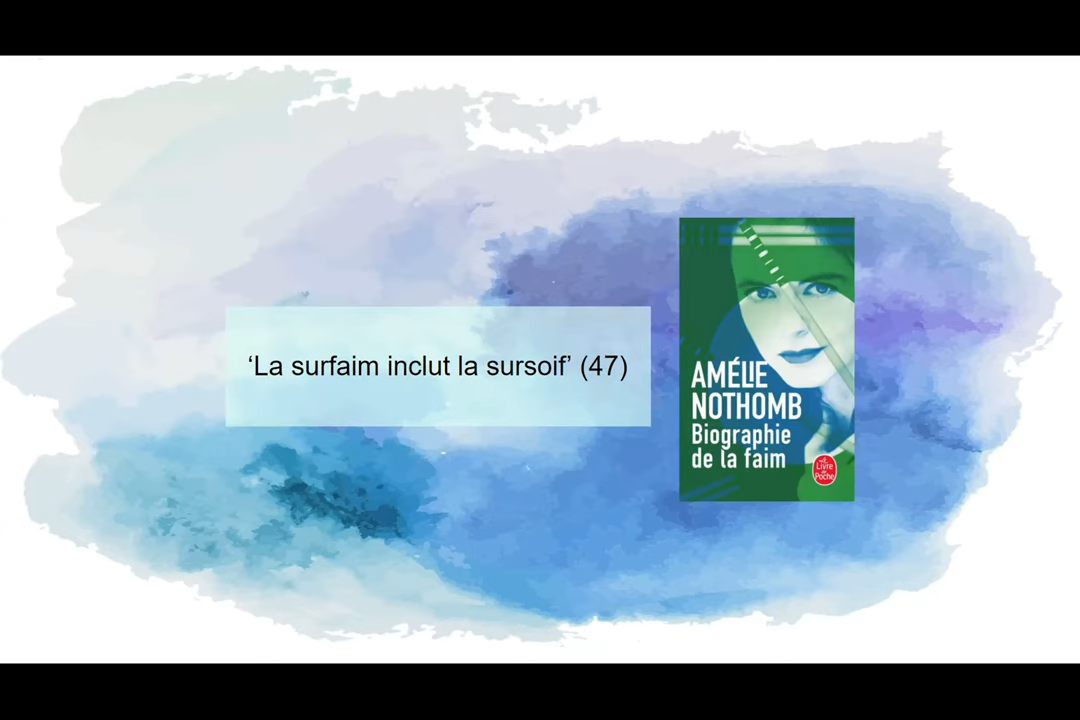 ‘La surfaim inclut la sursoif’ (47)
AMÉLIE
NOTHOMB
Biographie
de la faim
Le
Livre
de
Poche